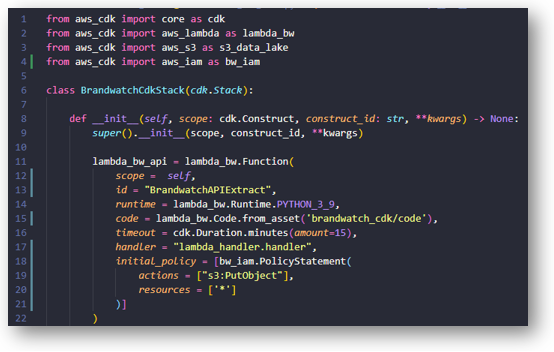 1 from aws_cdk import core as cdk
2 from aws_cdk import aws_lambda as lambda_bw
3 from aws_cdk import aws_s3 as s3_data_lake
4 from aws_cdk import aws_iam as bw_iam
5
6 class BrandwatchCdkStack(cdk.Stack):
7
8     def __init__(self, scope: cdk.Construct, construct_id: str, **kwargs) -> None:
9         super().__init__(scope, construct_id, **kwargs)
10
11         lambda_bw_api = lambda_bw.Function(
12             scope =  self,
13             id = "BrandwatchAPIExtract",
14             runtime = lambda_bw.Runtime.PYTHON_3_9,
15             code = lambda_bw.Code.from_asset('brandwatch_cdk/code'),
16             timeout = cdk.Duration.minutes(amount=15),
17             handler = "lambda_handler.handler",
18             initial_policy = [bw_iam.PolicyStatement(
19                 actions = ["s3:PutObject"],
20                 resources = ['*']
21             )]
22         )